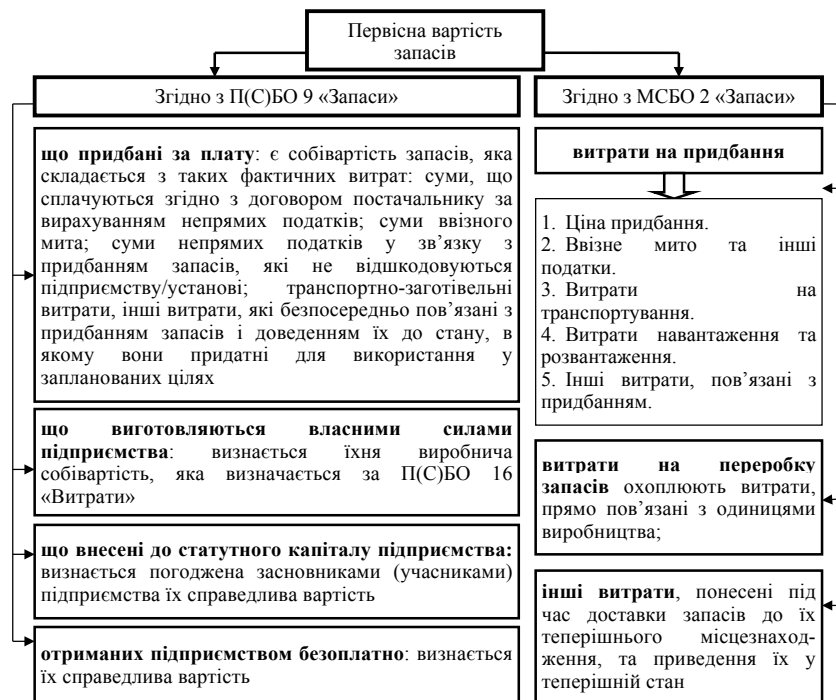 Первісна вартість
запасів
Згідно з П(С)БО 9 «Запаси»
що придбані за плату: є собівартість запасів, яка
складається з таких фактичних витрат: суми, що
сплачуються згідно з договором постачальнику за
вирахуванням непрямих податків; суми ввізного
мита; суми непрямих податків у зв’язку з
придбанням запасів, які не відшкодовуються
підприємству/установі; транспортно-заготівельні
витрати, інші витрати, які безпосередньо пов’язані з
придбанням запасів і доведенням їх до стану, в
якому вони придатні для використання у
запланованих цілях
що виготовляються власними силами
підприємства: визнається їхня виробнича
собівартість, яка визначається за П(С)БО 16
«Витрати»
що внесені до статутного капіталу підприємства:
визнається погоджена засновниками (учасниками)
підприємства їх справедлива вартість
отриманих підприємством безоплатно: визнається
їх справедлива вартість
Згідно з МСБО 2 «Запаси»
витрати на придбання
1. Ціна придбання.
2. Ввізне мито та інші
податки.
3. Витрати на
транспортування.
4. Витрати навантаження та
розвантаження.
5. Інші витрати, пов’язані з
придбанням.
витрати на переробку
запасів охоплюють витрати,
прямо пов’язані з одиницями
виробництва;
інші витрати, понесені під
час доставки запасів до їх
теперішнього місцезнаход-
ження, та приведення їх у
теперішній стан